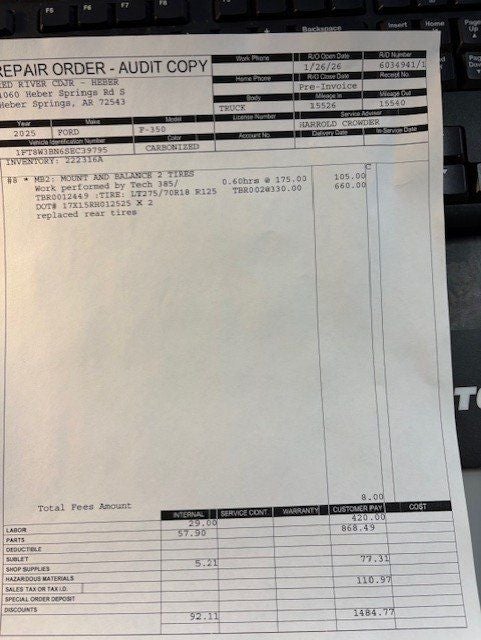 F5 F6 F7 F8
Backspace
Insert Home
REPAIR ORDER - AUDIT COPY
RED RIVER CDJR - HEBER
1060 Heber Springs Rd S
Heber Springs, AR 72543
Work Phone R/O Open Date R/O Number
1/26/26 6034941/1
Home Phone R/O Close Date Receipt No.
Pre-Invoice
Body Mileage In Mileage Out
TRUCK 15526 15540
License Number Service Advisor
HARROLD CROWDER
Year Make Model
2025 FORD F-350
Account No. Delivery Date In-Service Date
Vehicle Identification Number Color
1FT8W3BN6SEC39795 CARBONIZED
INVENTORY: 222316A
C
#8 * MB2: MOUNT AND BALANCE 2 TIRES 105.00
Work performed by Tech 385/ 0.60hrs @ 175.00
TBR0012449 :TIRE: LT275/70R18 R125 TBR002@330.00 660.00
DOT# 17X15RH012525 X 2
replaced rear tires
Total Fees Amount 8.00
INTERNAL SERVICE CONT. WARRANTY CUSTOMER PAY COST
LABOR 29.00 420.00
PARTS 57.90 868.49
DEDUCTIBLE
SUBLET
SHOP SUPPLIES 5.21 77.31
HAZARDOUS MATERIALS
SALES TAX OR TAX I.D. 110.97
SPECIAL ORDER DEPOSIT
DISCOUNTS
92.11 1484.77